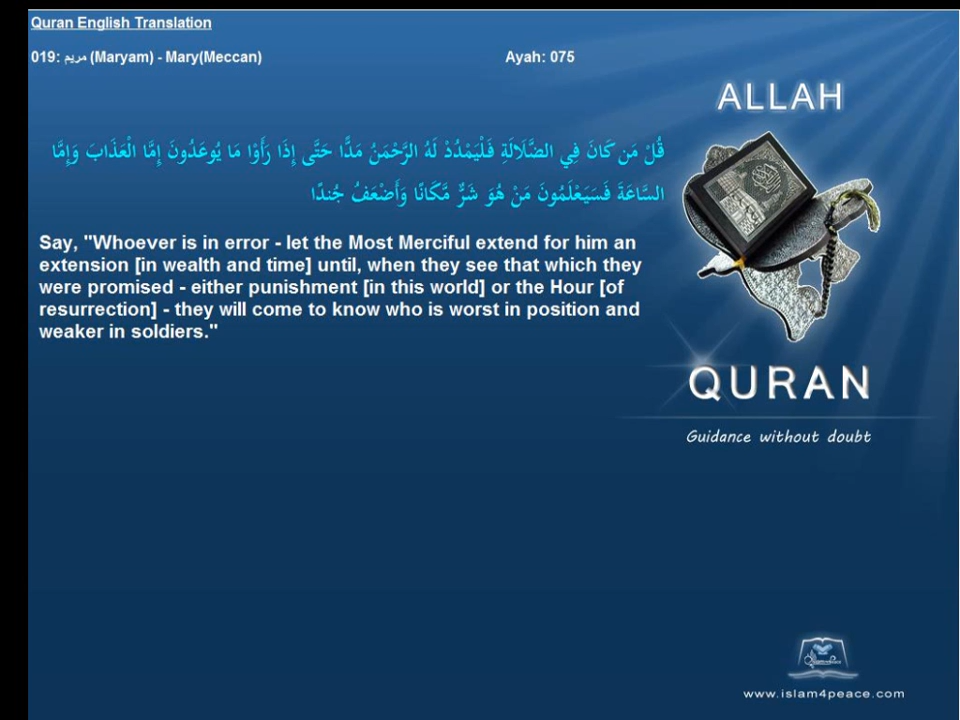 Quran English Translation
019: مريم (Maryam) - Mary(Meccan)
Ayah: 075
قُلْ مَن كَانَ فِي الضَّلَالَةِ فَلْيَمْدُدْ لَهُ الرَّحْمَنُ مَدًّا حَتَّى إِذَا رَأَوْا مَا يُوعَدُونَ إِمَّا الْعَذَابَ وَإِمَّا
السَّاعَةَ فَسَيَعْلَمُونَ مَنْ هُوَ شَرٌّ مَّكَانًا وَأَضْعَفُ جُندًا
Say, "Whoever is in error - let the Most Merciful extend for him an
extension [in wealth and time] until, when they see that which they
were promised - either punishment [in this world] or the Hour [of
resurrection] - they will come to know who is worst in position and
weaker in soldiers."
ALLAH
QURAN
Guidance without doubt
www.islam4peace.com